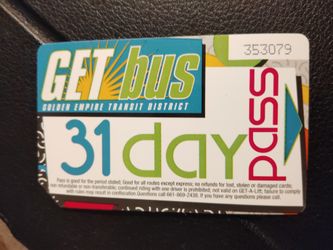 353079
GET bus
GOLDEN EMPIRE TRANSIT DISTRICT
31 day
pass
Pass is good for the period stated. Good for all routes except express; no refunds for lost, stolen or damaged cards;
non refundable or non-transferable; continued riding with one driver is prohibited; not valid on GET-A-Lift. Failure to comply
with rules may result in confiscation. Questions call 661-869-2438. If you have any questions please call.